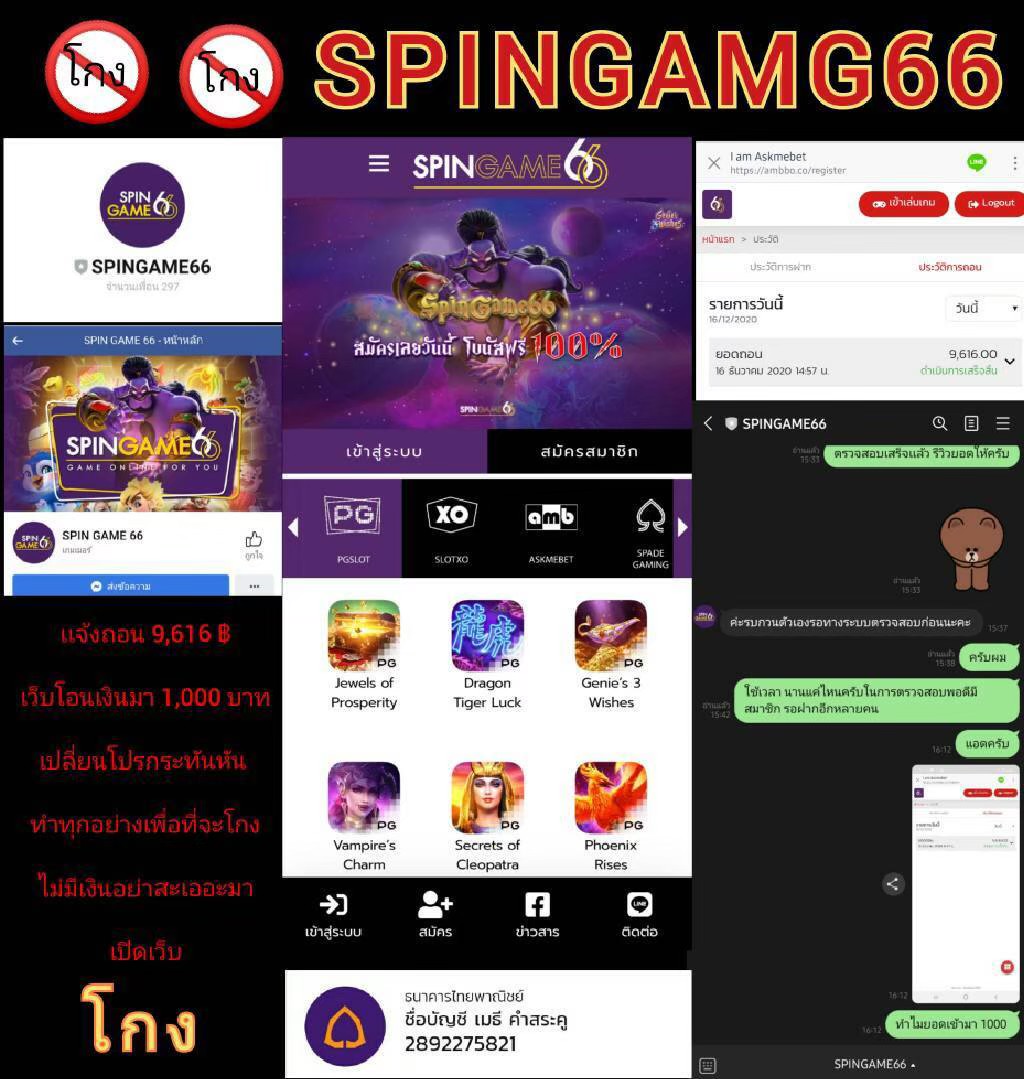 โกง
โกง
SPINGAMG66
SPIN
GAME 66
SPINGAME66
จำนวนเพื่อน 297
SPIN GAME 66 - หน้าหลัก
SPINGAME66
GAME ONLINE FOR YOU
SPIN GAME 66
เกมเมอร์
ถูกใจ
ส่งข้อความ
แจ้งถอน 9,616 ฿
เว็บโอนเงินมา 1,000 บาท
เปลี่ยนโปรกระทันหัน
ทำทุกอย่างเพื่อที่จะโกง
ไม่มีเงินอย่าสะเออะมา
เปิดเว็บ
โกง
SPINGAME66
Genie's
Wishes
SpinGame66
สมัครเลยวันนี้ โบนัสฟรี 100%
SPINGAME66
เข้าสู่ระบบ
สมัครสมาชิก
PG
XO
amb
PGSLOT
SLOTXO
ASKMEBET
SPADE
GAMING
PG
PG
PG
Jewels of
Prosperity
Dragon
Tiger Luck
Genie's 3
Wishes
PG
PG
PG
Vampire's
Charm
Secrets of
Cleopatra
Phoenix
Rises
เข้าสู่ระบบ
สมัคร
ข่าวสาร
LINE
ติดต่อ
ธนาคารไทยพาณิชย์
ชื่อบัญชี เมธี คำสระคู
2892275821
I am Askmebet
https://ambbo.co/register
LINE
เข้าเล่นเกม
Logout
หน้าแรก > ประวัติ
ประวัติการฝาก
ประวัติการถอน
รายการวันนี้
16/12/2020
วันนี้
ยอดถอน
9,616.00
16 ธันวาคม 2020 14:57 น.
ดำเนินการเสร็จสิ้น
SPINGAME66
อ่านแล้ว
15:33
ตรวจสอบเสร็จแล้ว รีวิวยอดให้ครับ
อ่านแล้ว
15:33
ค่ะรบกวนตัวเองรอทางระบบตรวจสอบก่อนนะคะ
15:37
อ่านแล้ว
15:38
ครับผม
ใช้เวลา นานแค่ไหนครับในการตรวจสอบพอดีมี
สมาชิก รอฝากอีกหลายคน
อ่านแล้ว
15:42
16:12
แอดครับ
16:12
16:12
ทำไมยอดเข้ามา 1000
SPINGAME66